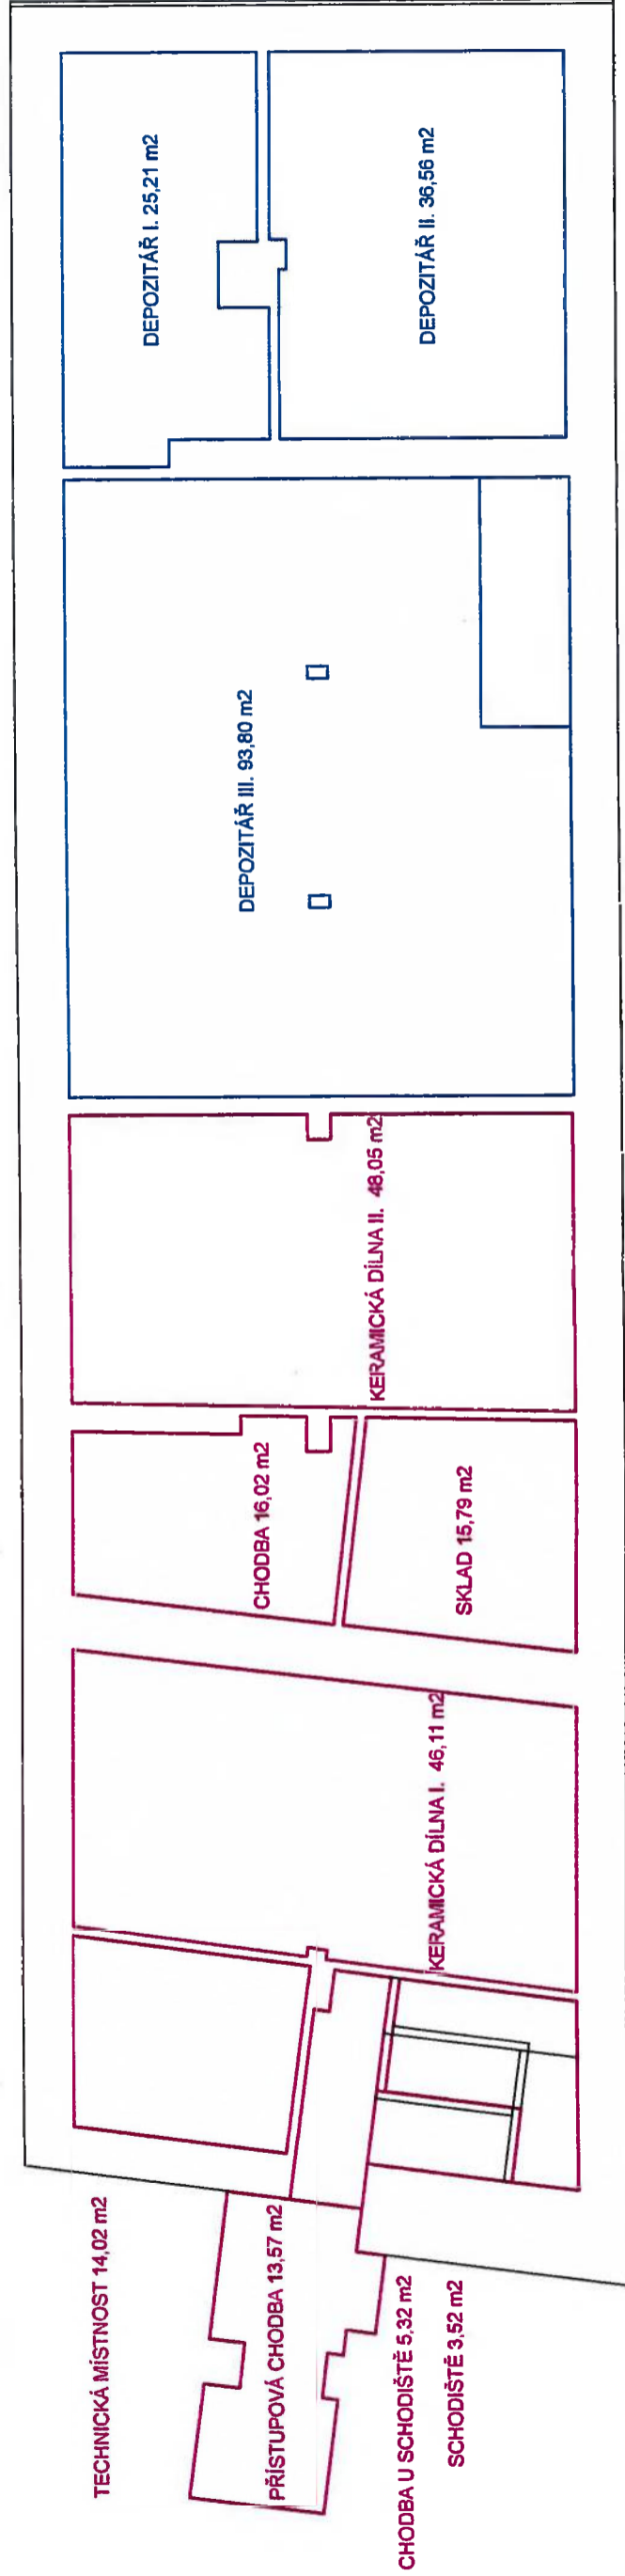 TECHNICKÁ MÍSTNOST 14,02 m2
PŘÍSTUPOVÁ CHODBA 13,57 m2
CHODBA U SCHODIŠTĚ 5,32 m2
SCHODIŠTĚ 3,52 m2
KERAMICKÁ DÍLNA I. 46,11 m2
CHODBA 16,02 m2
SKLAD 15,79 m2
KERAMICKÁ DÍLNA II. 48,05 m2
DEPOZITÁŘ III. 93,80 m2
DEPOZITÁŘ I. 25,21 m2
DEPOZITÁŘ II. 36,56 m2